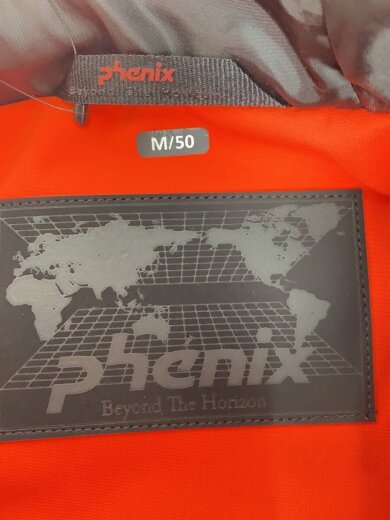 phenix
Beyond The Horizon
M/50
phenix
Beyond The Horizon